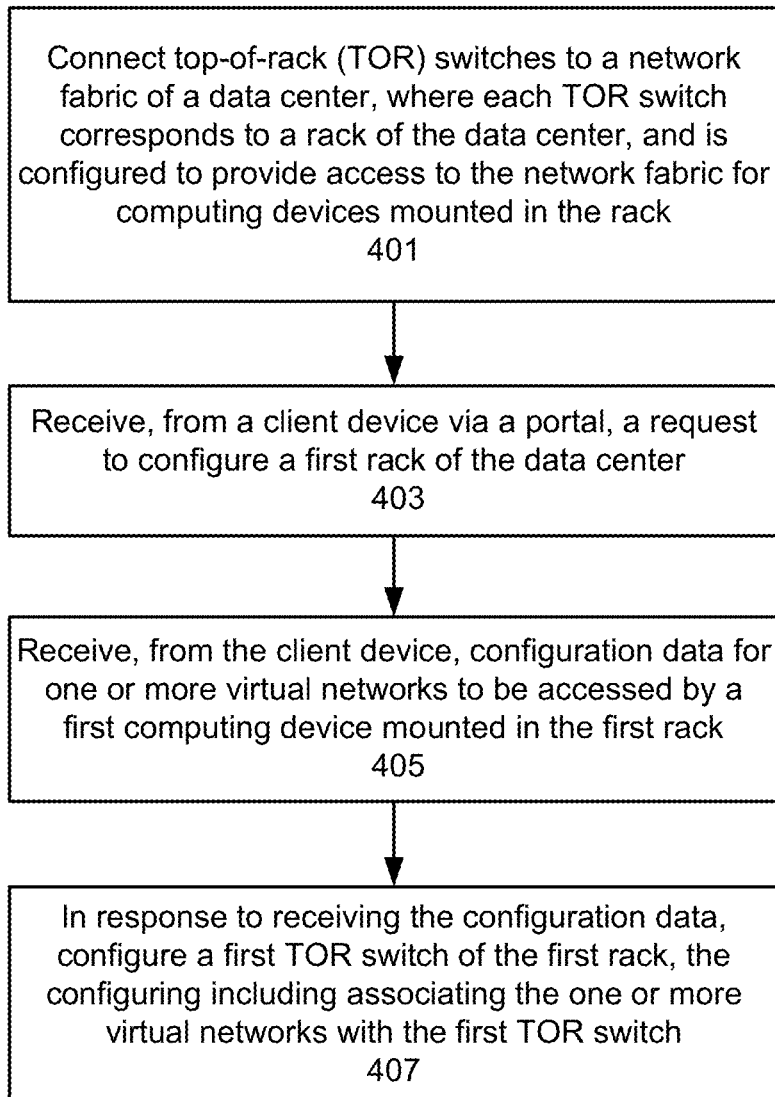 Connect top-of-rack (TOR) switches to a network
fabric of a data center, where each TOR switch
corresponds to a rack of the data center, and is
configured to provide access to the network fabric for
computing devices mounted in the rack
401
Receive, from a client device via a portal, a request
to configure a first rack of the data center
403
Receive, from the client device, configuration data for
one or more virtual networks to be accessed by a
first computing device mounted in the first rack
405
In response to receiving the configuration data,
configure a first TOR switch of the first rack, the
configuring including associating the one or more
virtual networks with the first TOR switch
407